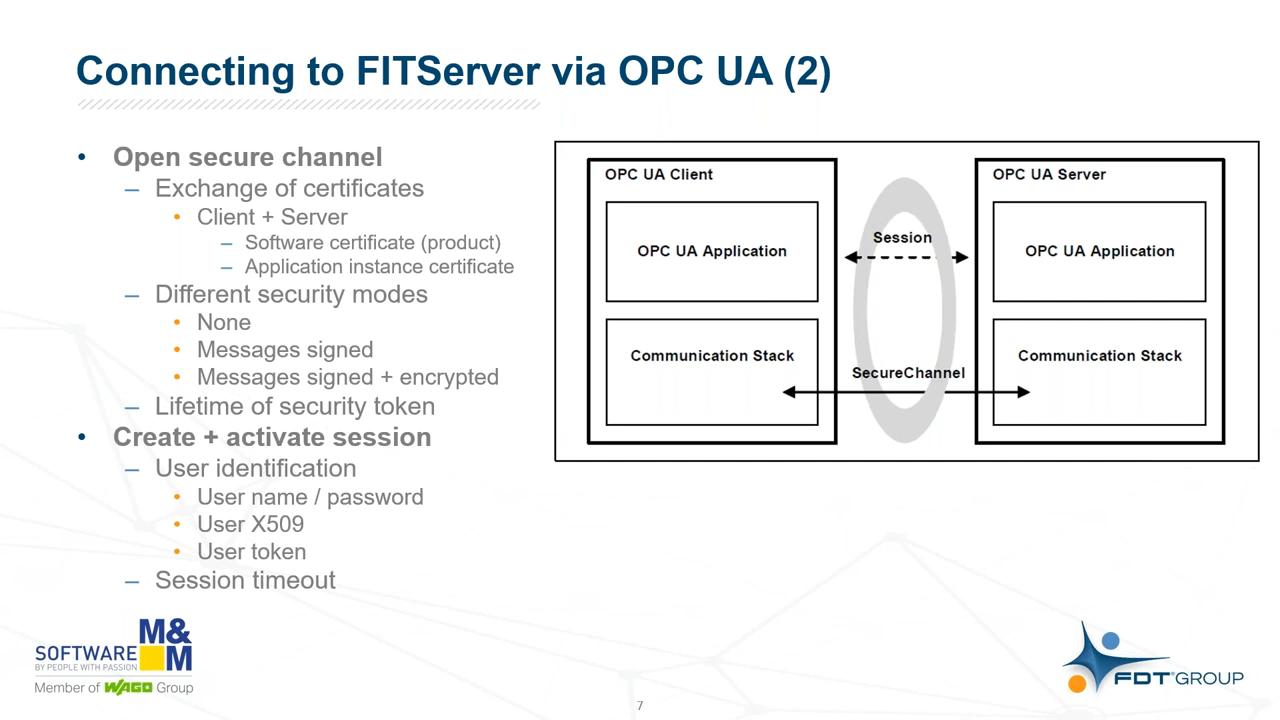 Connecting to FITServer via OPC UA (2)
• Open secure channel
– Exchange of certificates
• Client + Server
– Software certificate (product)
– Application instance certificate
– Different security modes
• None
• Messages signed
• Messages signed + encrypted
– Lifetime of security token
• Create + activate session
– User identification
• User name / password
• User X509
• User token
– Session timeout
OPC UA Client
OPC UA Application
Communication Stack
Session
SecureChannel
OPC UA Server
OPC UA Application
Communication Stack
M&M
SOFTWARE
BY PEOPLE WITH PASSION
Member of WAGO Group
7
FDT®GROUP